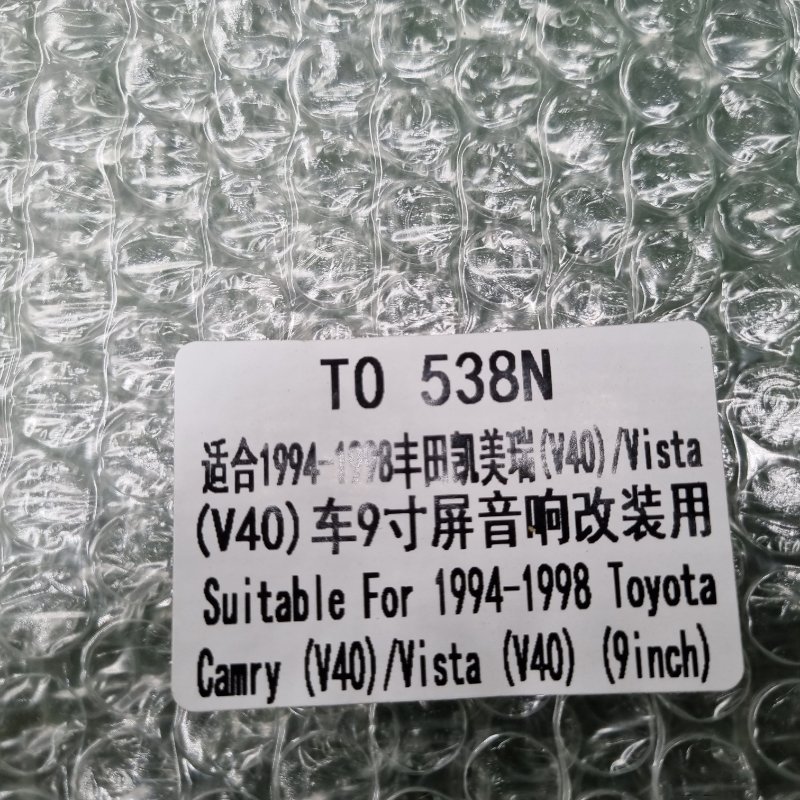 TO 538N
适合1994-1998丰田凯美瑞(V40)/Vista
(V40)车9寸屏音响改装用
Suitable For 1994-1998 Toyota
Camry (V40)/Vista (V40) (9inch)